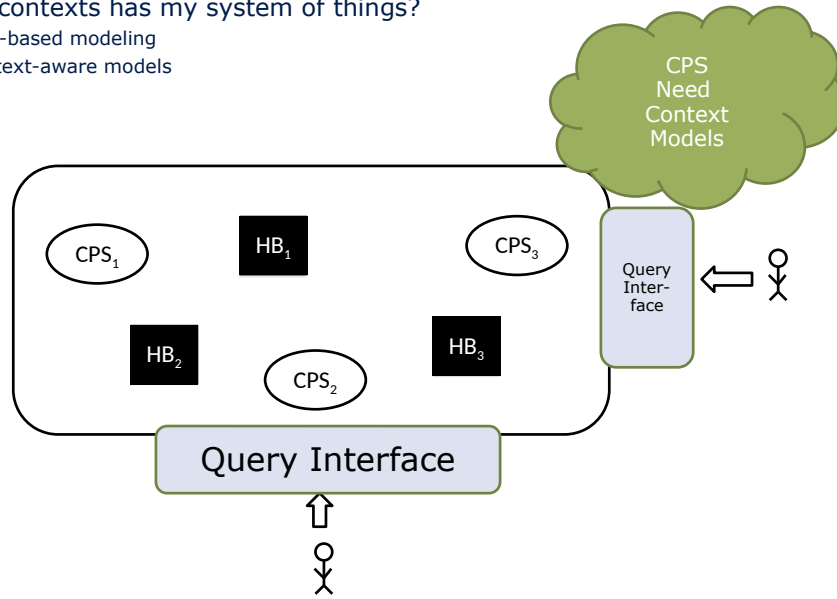 contexts has my system of things?
-based modeling
text-aware models
CPS
Need
Context
Models
CPS1
HB1
CPS3
Query
Inter-
face
HB2
CPS2
HB3
Query Interface